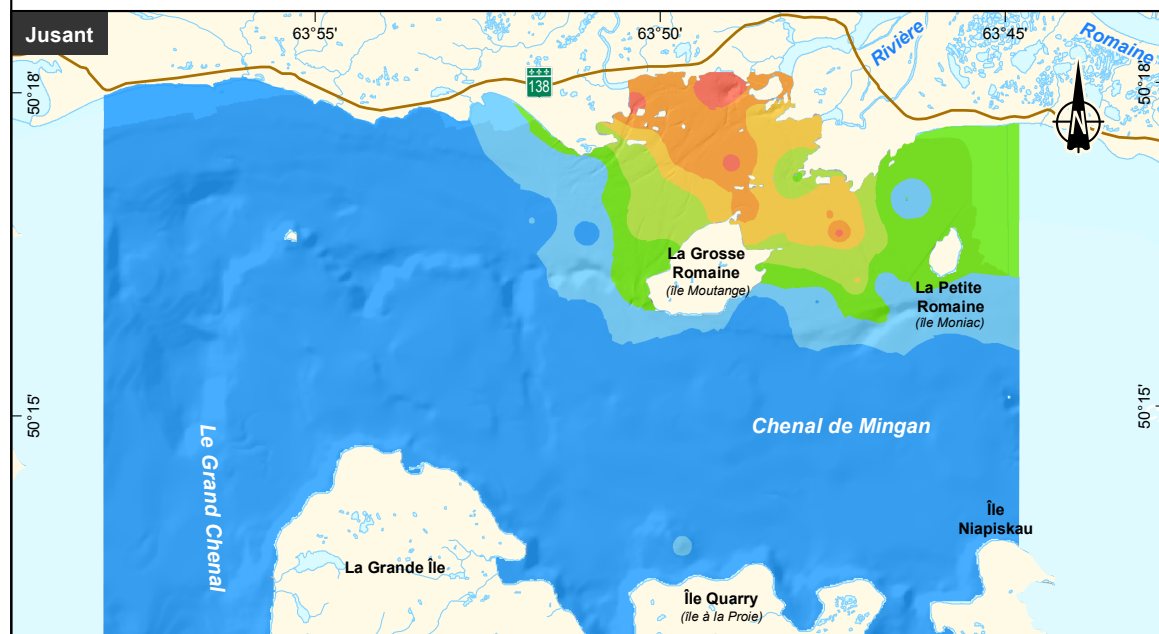 Jusant
63°55'
63°50'
63°45'
Rivière
Romaine
50°18'
50°18'
138
N
La Grosse
Romaine
(île Moutange)
La Petite
Romaine
(île Moniac)
50°15'
50°15'
Chenal de Mingan
Le Grand Chenal
Île
Niapiskau
La Grande Île
Île Quarry
(île à la Proie)